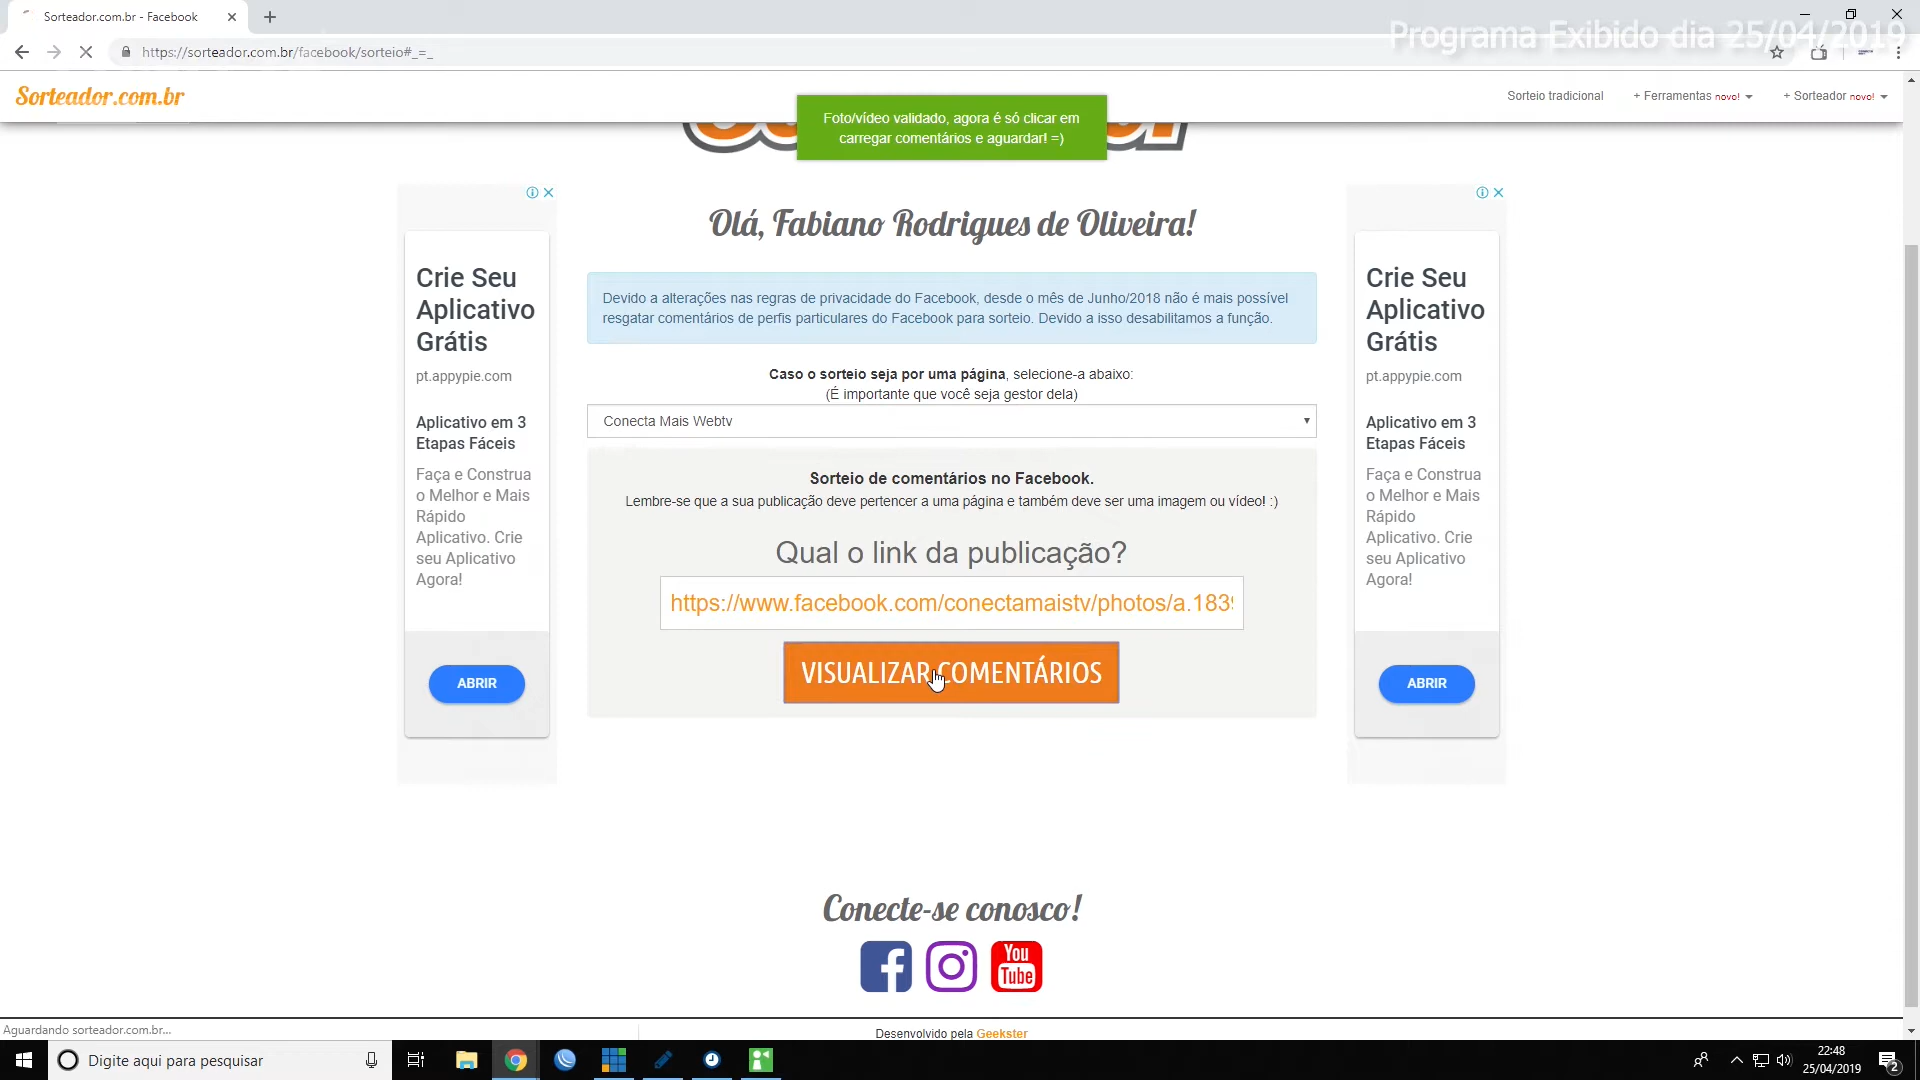 Sorteador.com.br - Facebook
Programa Exibido dia 25/04/2019
https://sorteador.com.br/facebook/sorteio#_=_
Sorteador.com.br
Sorteio tradicional
+ Ferramentas novo!
+ Sorteador novo!
Foto/vídeo validado, agora é só clicar em
carregar comentários e aguardar! =)
Olá, Fabiano Rodrigues de Oliveira!
Devido a alterações nas regras de privacidade do Facebook, desde o mês de Junho/2018 não é mais possível
resgatar comentários de perfis particulares do Facebook para sorteio. Devido a isso desabilitamos a função.
Caso o sorteio seja por uma página, selecione-a abaixo:
(É importante que você seja gestor dela)
Conecta Mais Webtv
Sorteio de comentários no Facebook.
Lembre-se que a sua publicação deve pertencer a uma página e também deve ser uma imagem ou vídeo! :)
Qual o link da publicação?
https://www.facebook.com/conectamaistv/photos/a.1839
VISUALIZAR COMENTÁRIOS
Crie Seu
Aplicativo
Grátis
pt.appypie.com
Aplicativo em 3
Etapas Fáceis
Faça e Construa
o Melhor e Mais
Rápido
Aplicativo. Crie
seu Aplicativo
Agora!
ABRIR
Crie Seu
Aplicativo
Grátis
pt.appypie.com
Aplicativo em 3
Etapas Fáceis
Faça e Construa
o Melhor e Mais
Rápido
Aplicativo. Crie
seu Aplicativo
Agora!
ABRIR
Conecte-se conosco!
You
Tube
Aguardando sorteador.com.br...
Desenvolvido pela Geekster
Digite aqui para pesquisar
22:48
25/04/2019
2